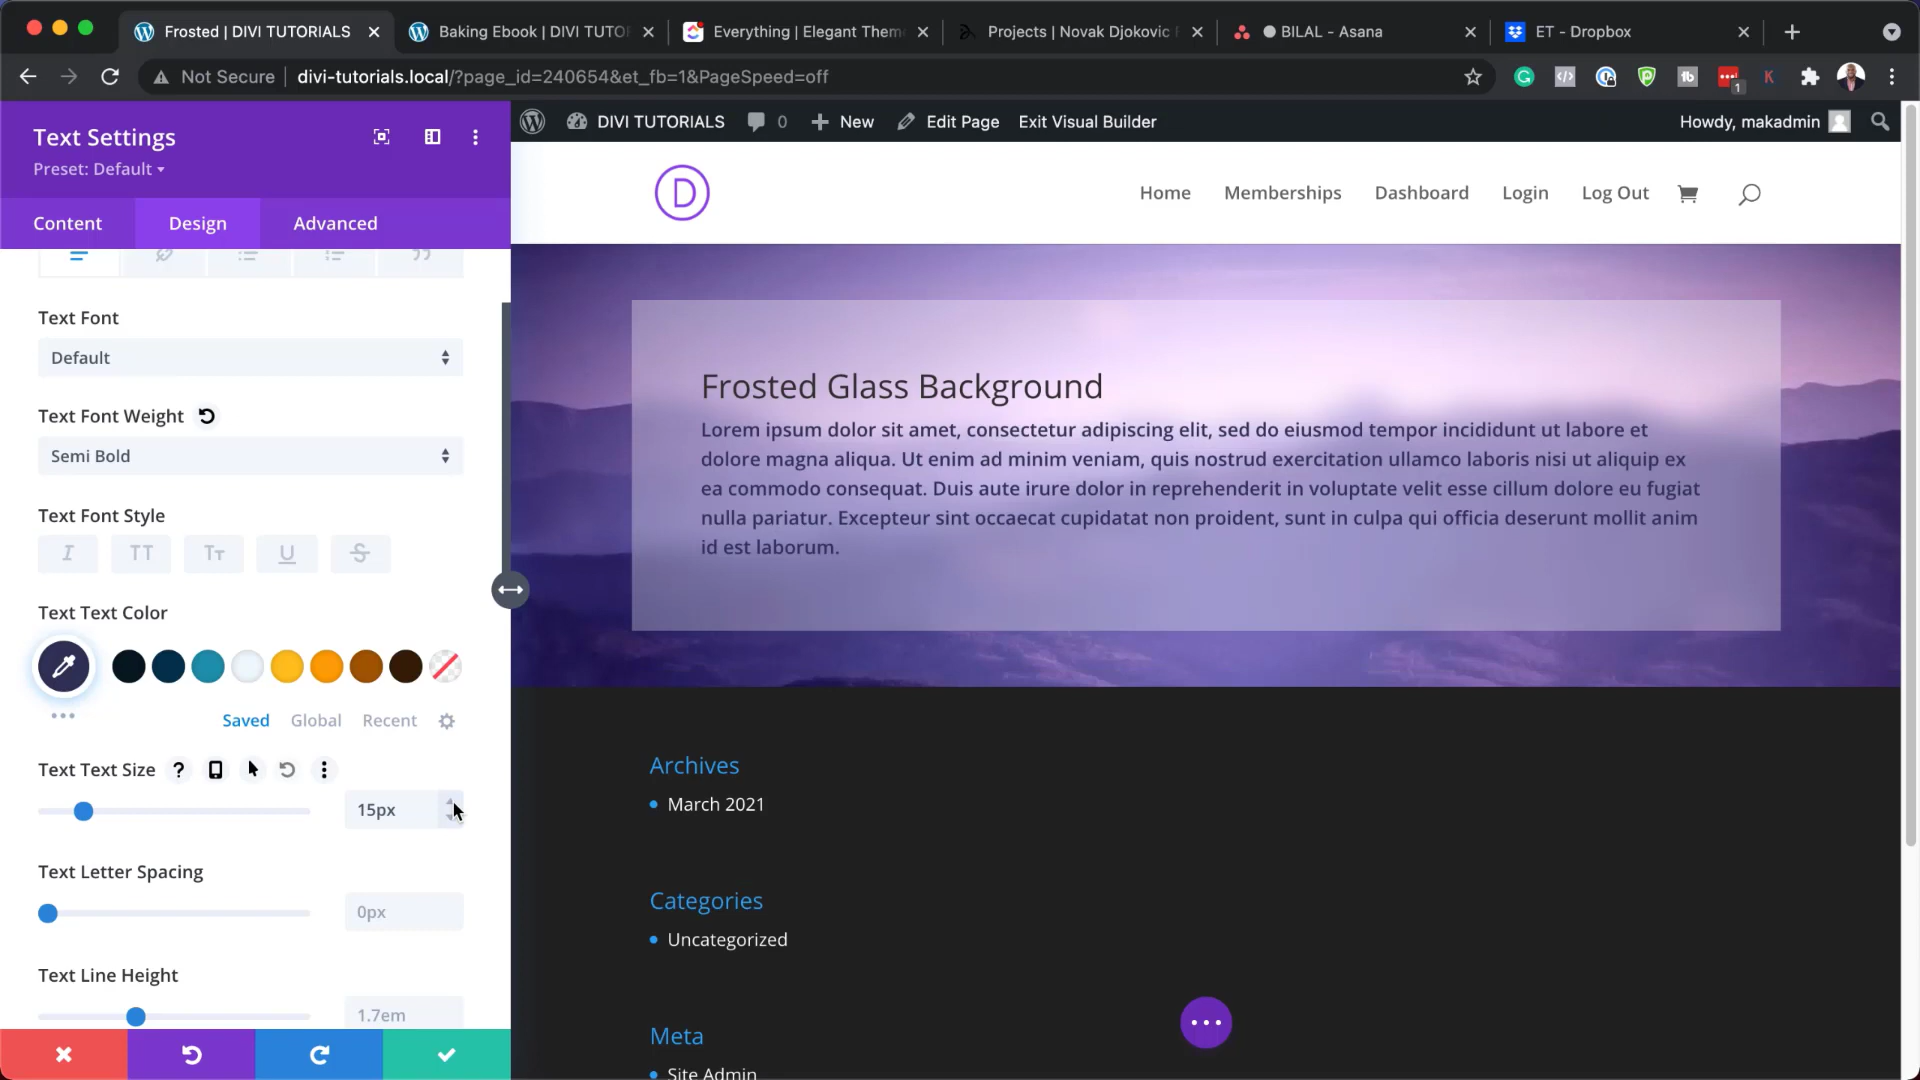 Frosted | DIVI TUTORIALS
Baking Ebook | DIVI TUTOR
Everything | Elegant Them
Projects | Novak Djokovic F
BILAL - Asana
ET - Dropbox
Not Secure
divi-tutorials.local/?page_id=240654&et_fb=1&PageSpeed=off
Text Settings
Preset: Default
Content
Design
Advanced
DIVI TUTORIALS
0
New
Edit Page
Exit Visual Builder
Howdy, makadmin
D
Home
Memberships
Dashboard
Login
Log Out
Text Font
Default
Text Font Weight
Semi Bold
Text Font Style
I
TT
Tт
U
S
Text Text Color
Saved
Global
Recent
Text Text Size
?
15px
Text Letter Spacing
0px
Text Line Height
1.7em
Frosted Glass Background
Lorem ipsum dolor sit amet, consectetur adipiscing elit, sed do eiusmod tempor incididunt ut labore et
dolore magna aliqua. Ut enim ad minim veniam, quis nostrud exercitation ullamco laboris nisi ut aliquip ex
ea commodo consequat. Duis aute irure dolor in reprehenderit in voluptate velit esse cillum dolore eu fugiat
nulla pariatur. Excepteur sint occaecat cupidatat non proident, sunt in culpa qui officia deserunt mollit anim
id est laborum.
Archives
March 2021
Categories
Uncategorized
Meta
Site Admin